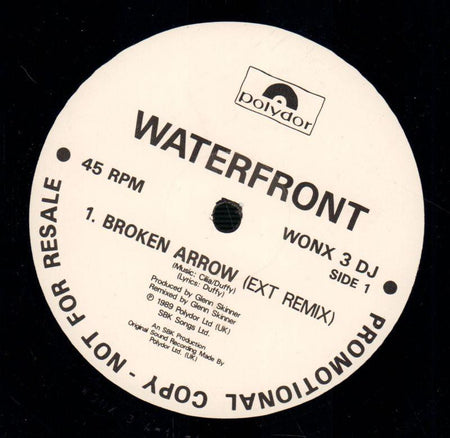 polydor
WATERFRONT
45 RPM
WONX 3 DJ
SIDE 1
1. BROKEN ARROW (EXT REMIX)
(Music: Cilia/Duffy)
(Lyrics: Duffy)
Produced by Glenn Skinner
Remixed by Glenn Skinner
℗ 1989 Polydor Ltd (UK)
SBK Songs Ltd.
An SBK Production
Original Sound Recording Made By
Polydor Ltd. (UK)
• PROMOTIONAL COPY - NOT FOR RESALE •